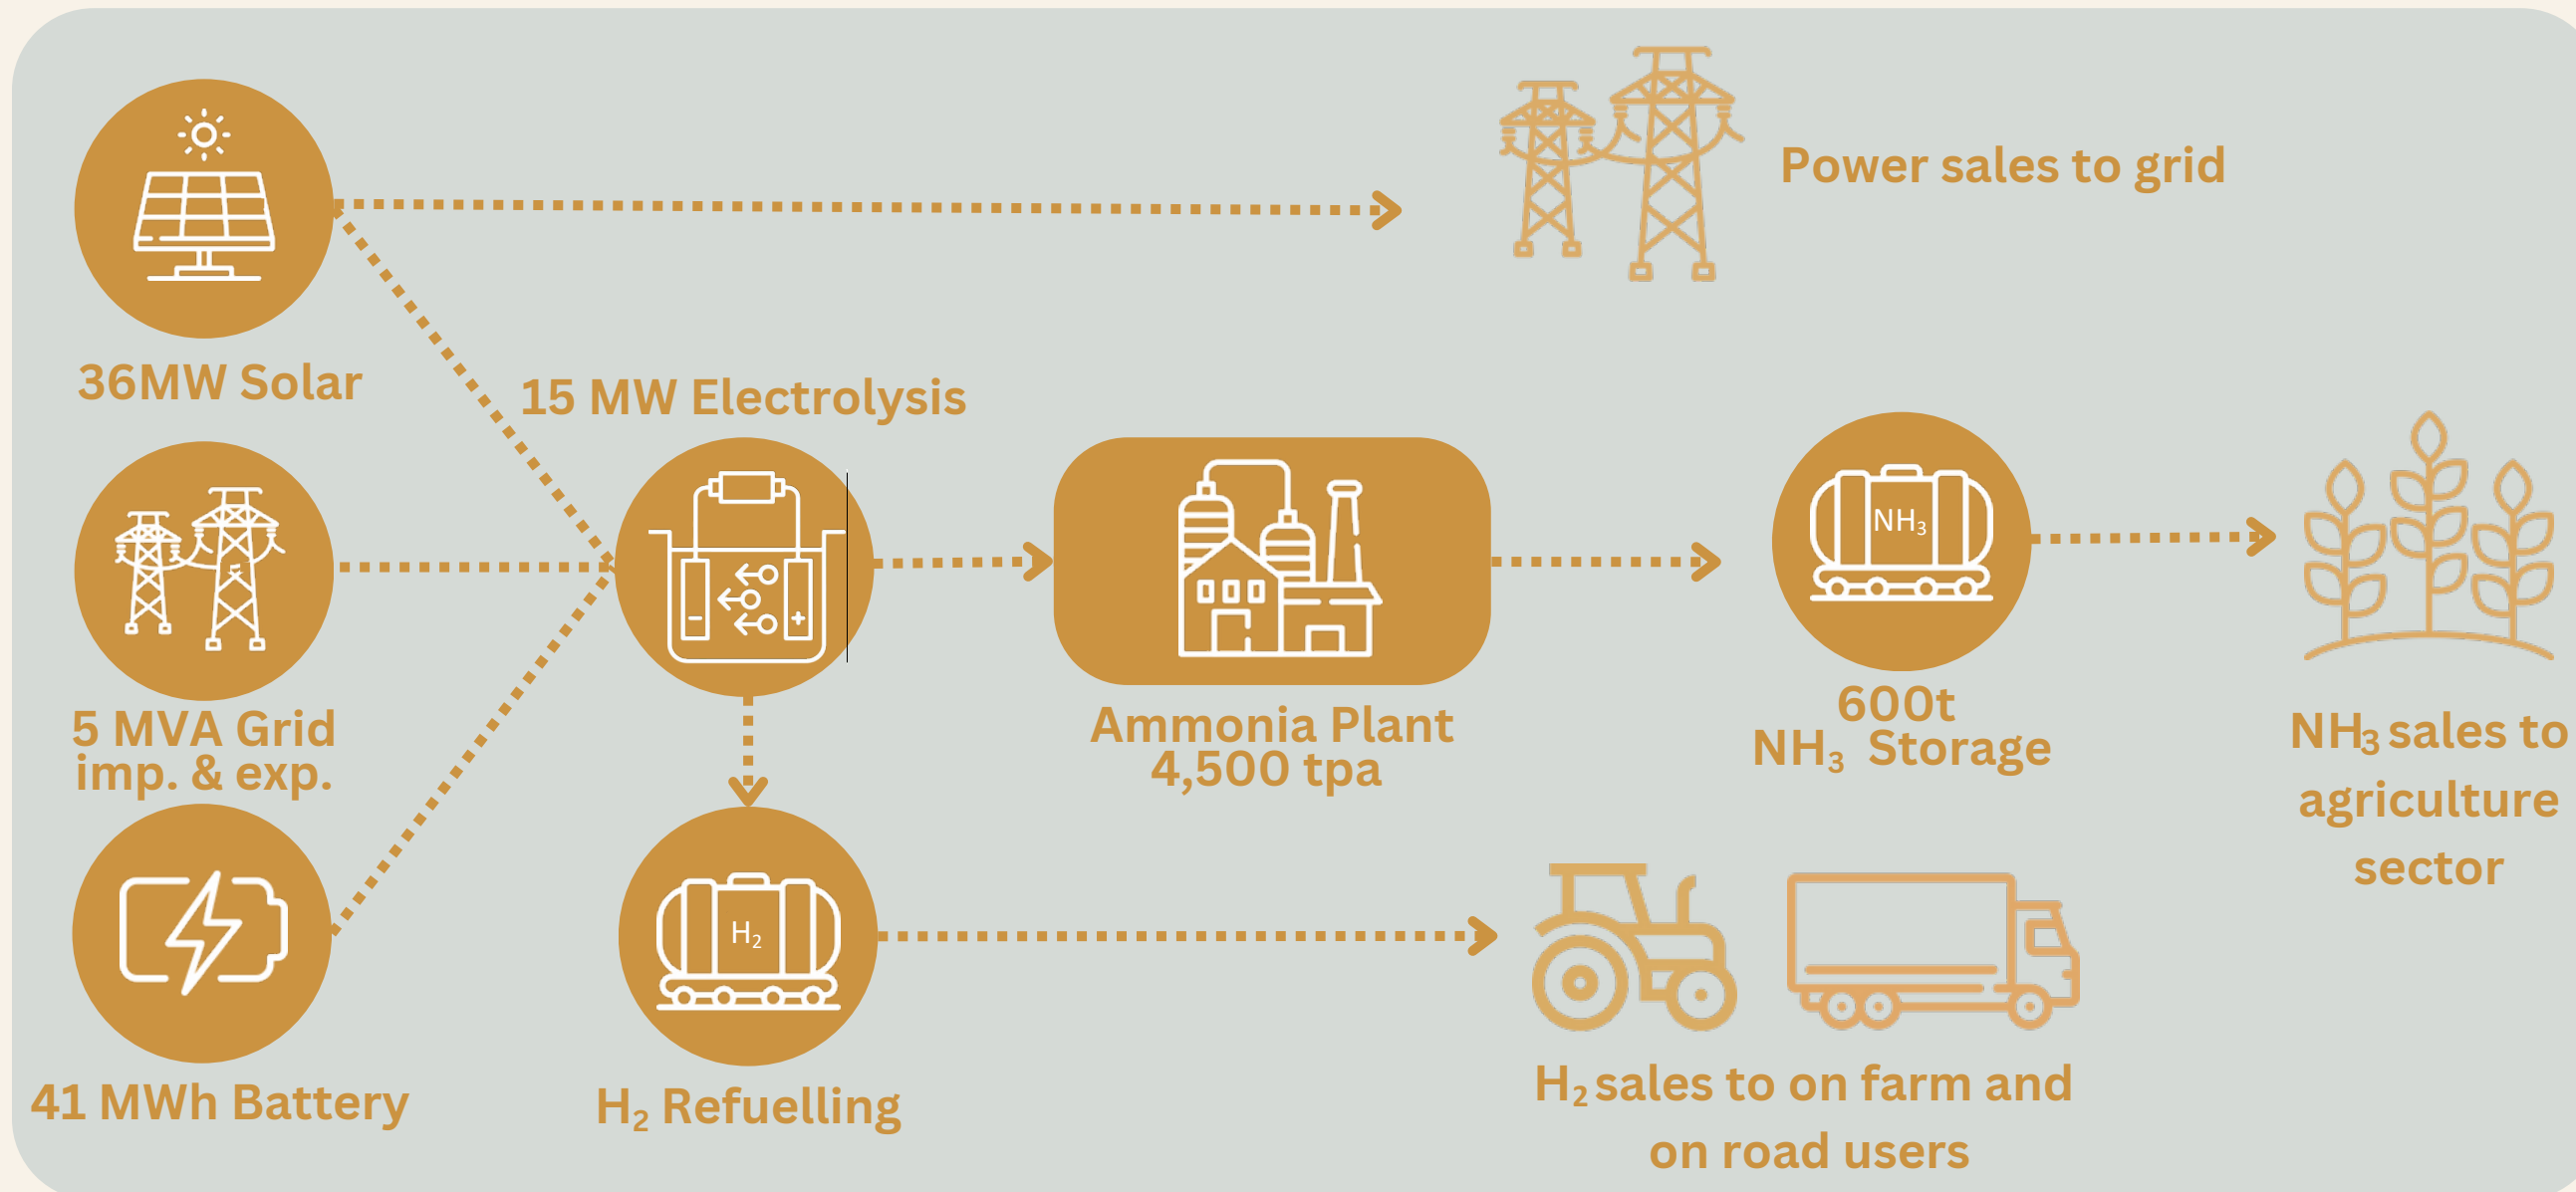 Power sales to grid
36MW Solar
15 MW Electrolysis
-
+
5 MVA Grid
imp. & exp.
Ammonia Plant
4,500 tpa
NH₃
600t
NH₃ Storage
NH₃ sales to
agriculture
sector
41 MWh Battery
H₂
H₂ Refuelling
H₂ sales to on farm and
on road users